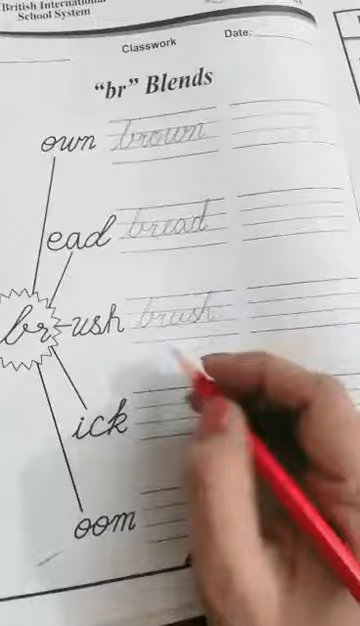 British International
School System
Classwork
Date:
"br" Blends
own brown
ead bread
br
ush brush
ick
oom